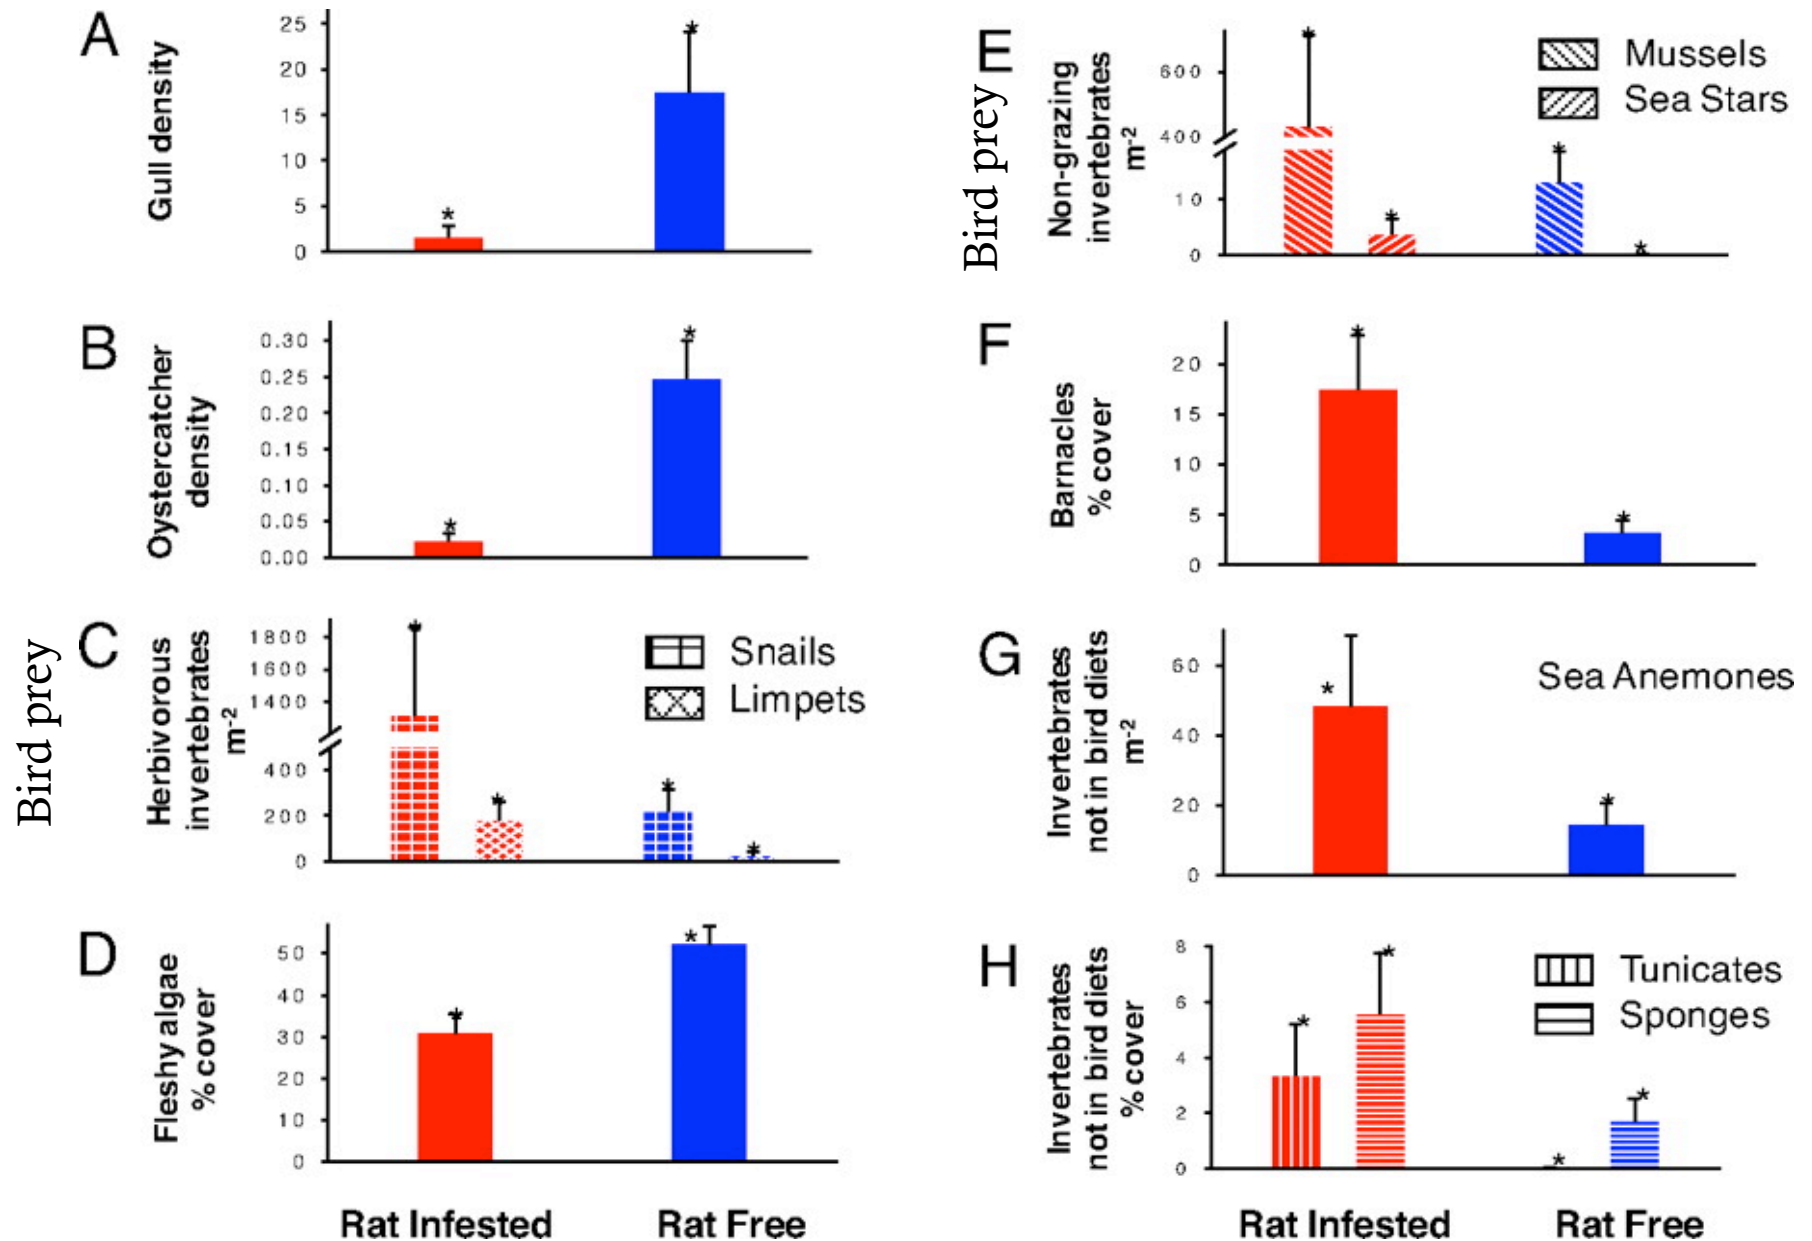 A
Gull density
25
20
15
10
5
0
*
*
B
Oystercatcher
density
0.30
0.25
0.20
0.15
0.10
0.05
0.00
*
*
Bird prey
C
Herbivorous
invertebrates
m-2
1800
1600
1400
400
200
0
*
*
*
*
Snails
Limpets
D
Fleshy algae
% cover
50
40
30
20
10
0
*
*
Rat Infested
Rat Free
Bird prey
E
Non-grazing
invertebrates
m-2
600
400
10
0
*
*
*
*
Mussels
Sea Stars
F
Barnacles
% cover
20
15
10
5
0
*
*
G
Invertebrates
not in bird diets
m-2
60
40
20
0
*
*
Sea Anemones
H
Invertebrates
not in bird diets
% cover
8
6
4
2
0
*
*
*
*
Tunicates
Sponges
Rat Infested
Rat Free